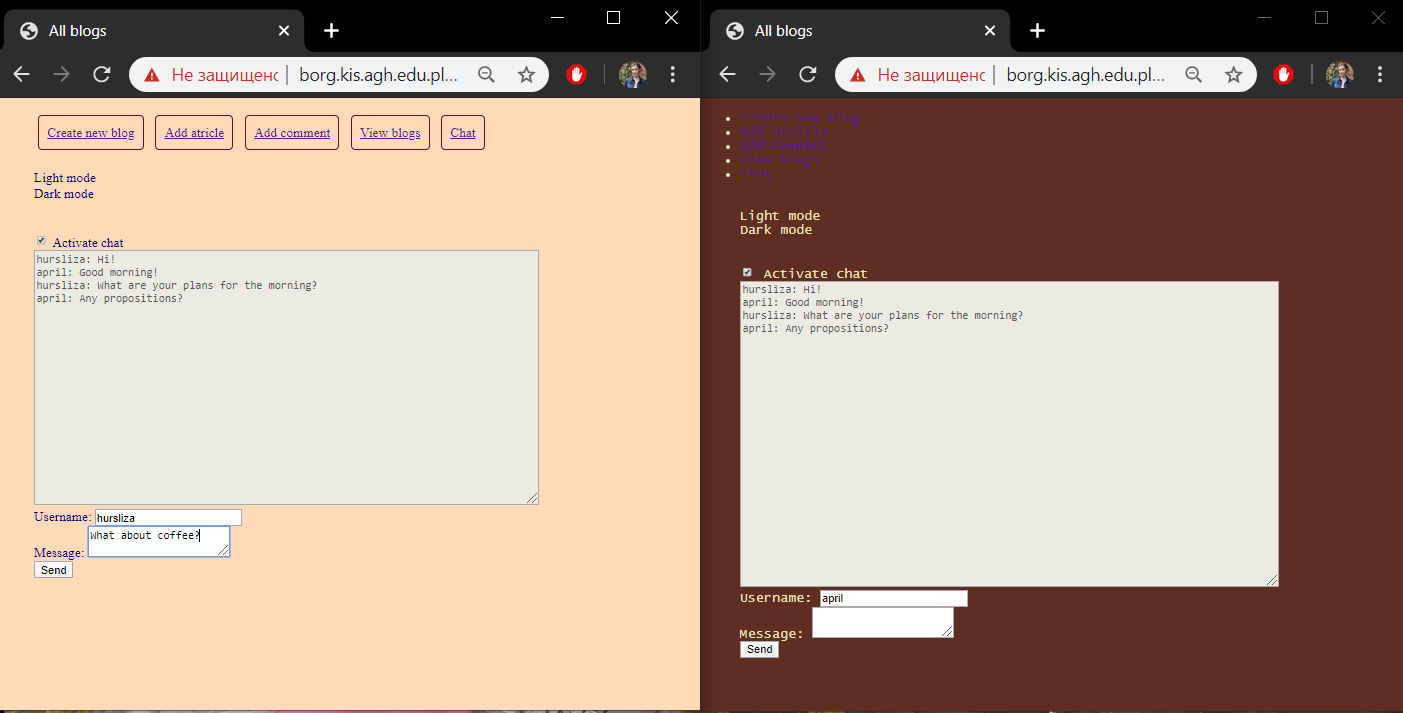 All blogs
Не защищено
borg.kis.agh.edu.pl...
Create new blog
Add atricle
Add comment
View blogs
Chat
Light mode
Dark mode
Activate chat
hursliza: Hi!
april: Good morning!
hursliza: What are your plans for the morning?
april: Any propositions?
Username: hursliza
Message: What about coffee?
Send
All blogs
Не защищено
borg.kis.agh.edu.pl...
Create new blog
Add atricle
Add comment
View blogs
Chat
Light mode
Dark mode
Activate chat
hursliza: Hi!
april: Good morning!
hursliza: What are your plans for the morning?
april: Any propositions?
Username: april
Message:
Send